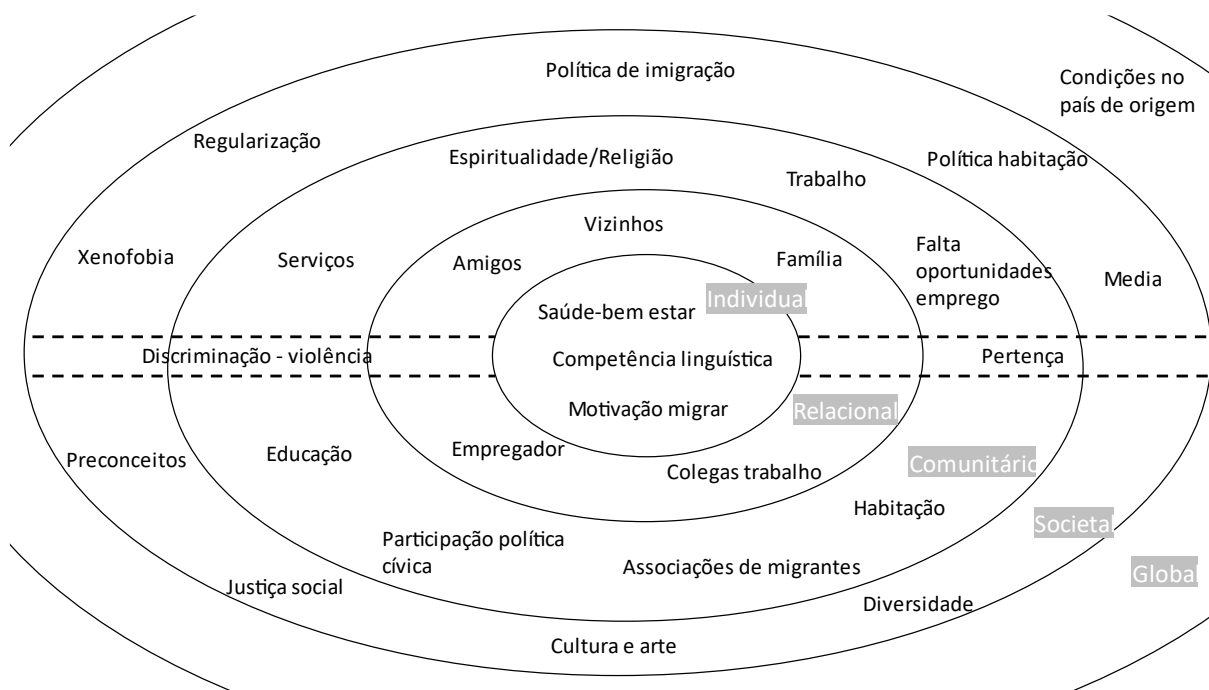 Política de imigração
Condições no
país de origem
Regularização
Espiritualidade/Religião
Política habitação
Trabalho
Vizinhos
Xenofobia
Serviços
Amigos
Família
Falta
oportunidades
emprego
Media
Individual
Saúde-bem estar
Discriminação - violência
Competência linguística
Pertença
Motivação migrar
Relacional
Preconceitos
Educação
Empregador
Colegas trabalho
Comunitário
Habitação
Societal
Participação política
cívica
Associações de migrantes
Global
Justiça social
Diversidade
Cultura e arte